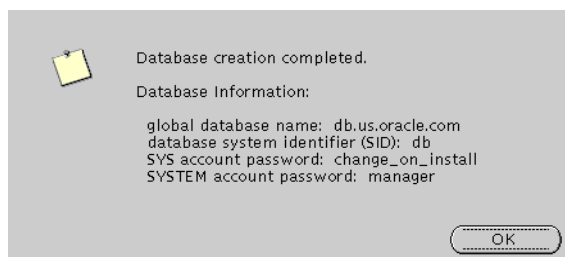 Database creation completed.
Database Information:
global database name: db.us.oracle.com
database system identifier (SID): db
SYS account password: change_on_install
SYSTEM account password: manager
OK